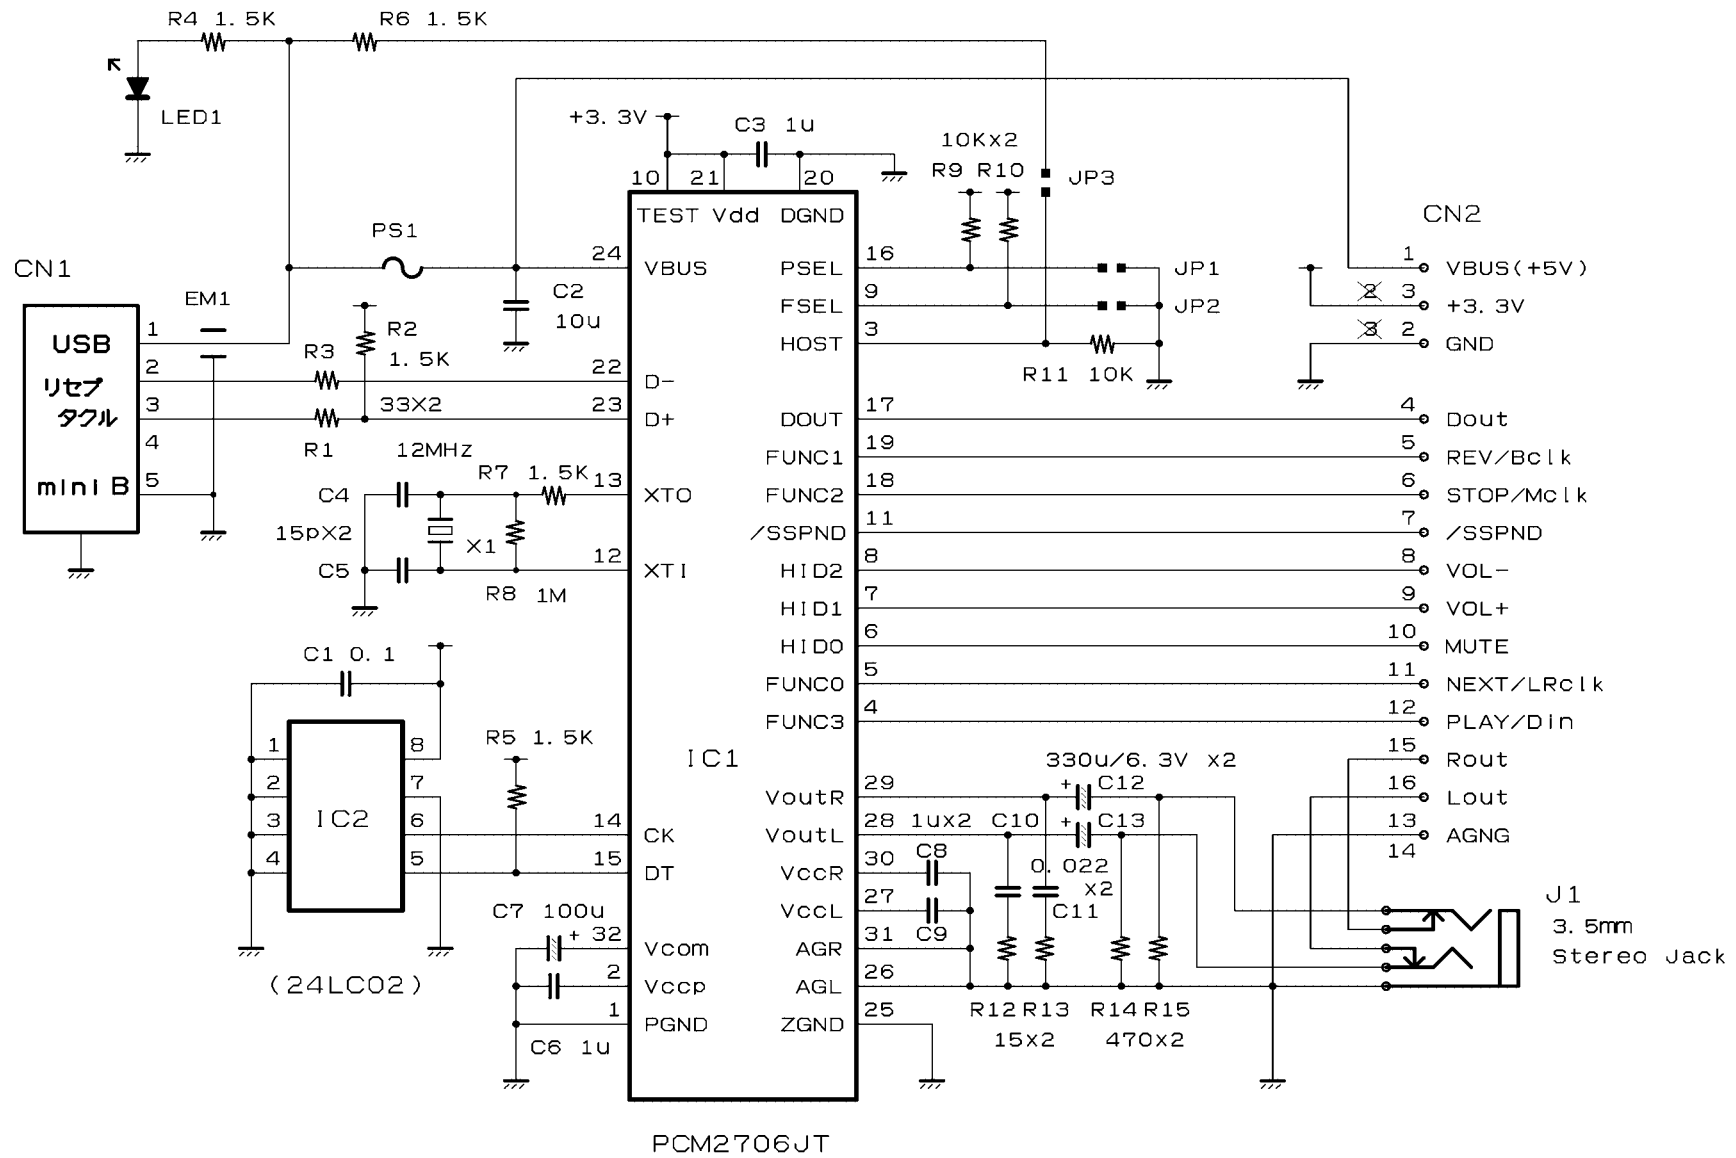 R4 1.5K
R6 1.5K
LED1
+3.3V
C3 1u
10Kx2
R9 R10
JP3
10 21 20
TEST Vdd DGND
CN2
PS1
CN1
EM1
24 VBUS
C2
10u
PSEL 16
JP1
FSEL 9
JP2
HOST 3
R11 10K
1 VBUS(+5V)
2 3 +3.3V
3 2 GND
USB
リセプ
タクル
mini B
1
2
3
4
5
R2
1.5K
R3
22 D-
33X2
23 D+
R1
12MHz
R7 1.5K
C4
13 XTO
15pX2
X1
C5
12 XTI
R8 1M
DOUT 17
4 Dout
FUNC1 19
5 REV/Bclk
FUNC2 18
6 STOP/Mclk
/SSPND 11
7 /SSPND
HID2 8
8 VOL-
HID1 7
9 VOL+
HID0 6
10 MUTE
FUNC0 5
11 NEXT/LRclk
FUNC3 4
12 PLAY/Din
C1 0.1
1 8
2 7
3 6
4 5
IC2
(24LC02)
R5 1.5K
IC1
14 CK
15 DT
C7 100u
+ 32 Vcom
2 Vccp
1 PGND
C6 1u
330u/6.3V x2
VoutR 29
+ C12
VoutL 28
1ux2 C10
+ C13
VccR 30
C8
0.022
x2
VccL 27
C9
C11
AGR 31
AGL 26
ZGND 25
R12 R13
15x2
R14 R15
470x2
15 Rout
16 Lout
13 AGNG
14
J1
3.5mm
Stereo Jack
PCM2706JT